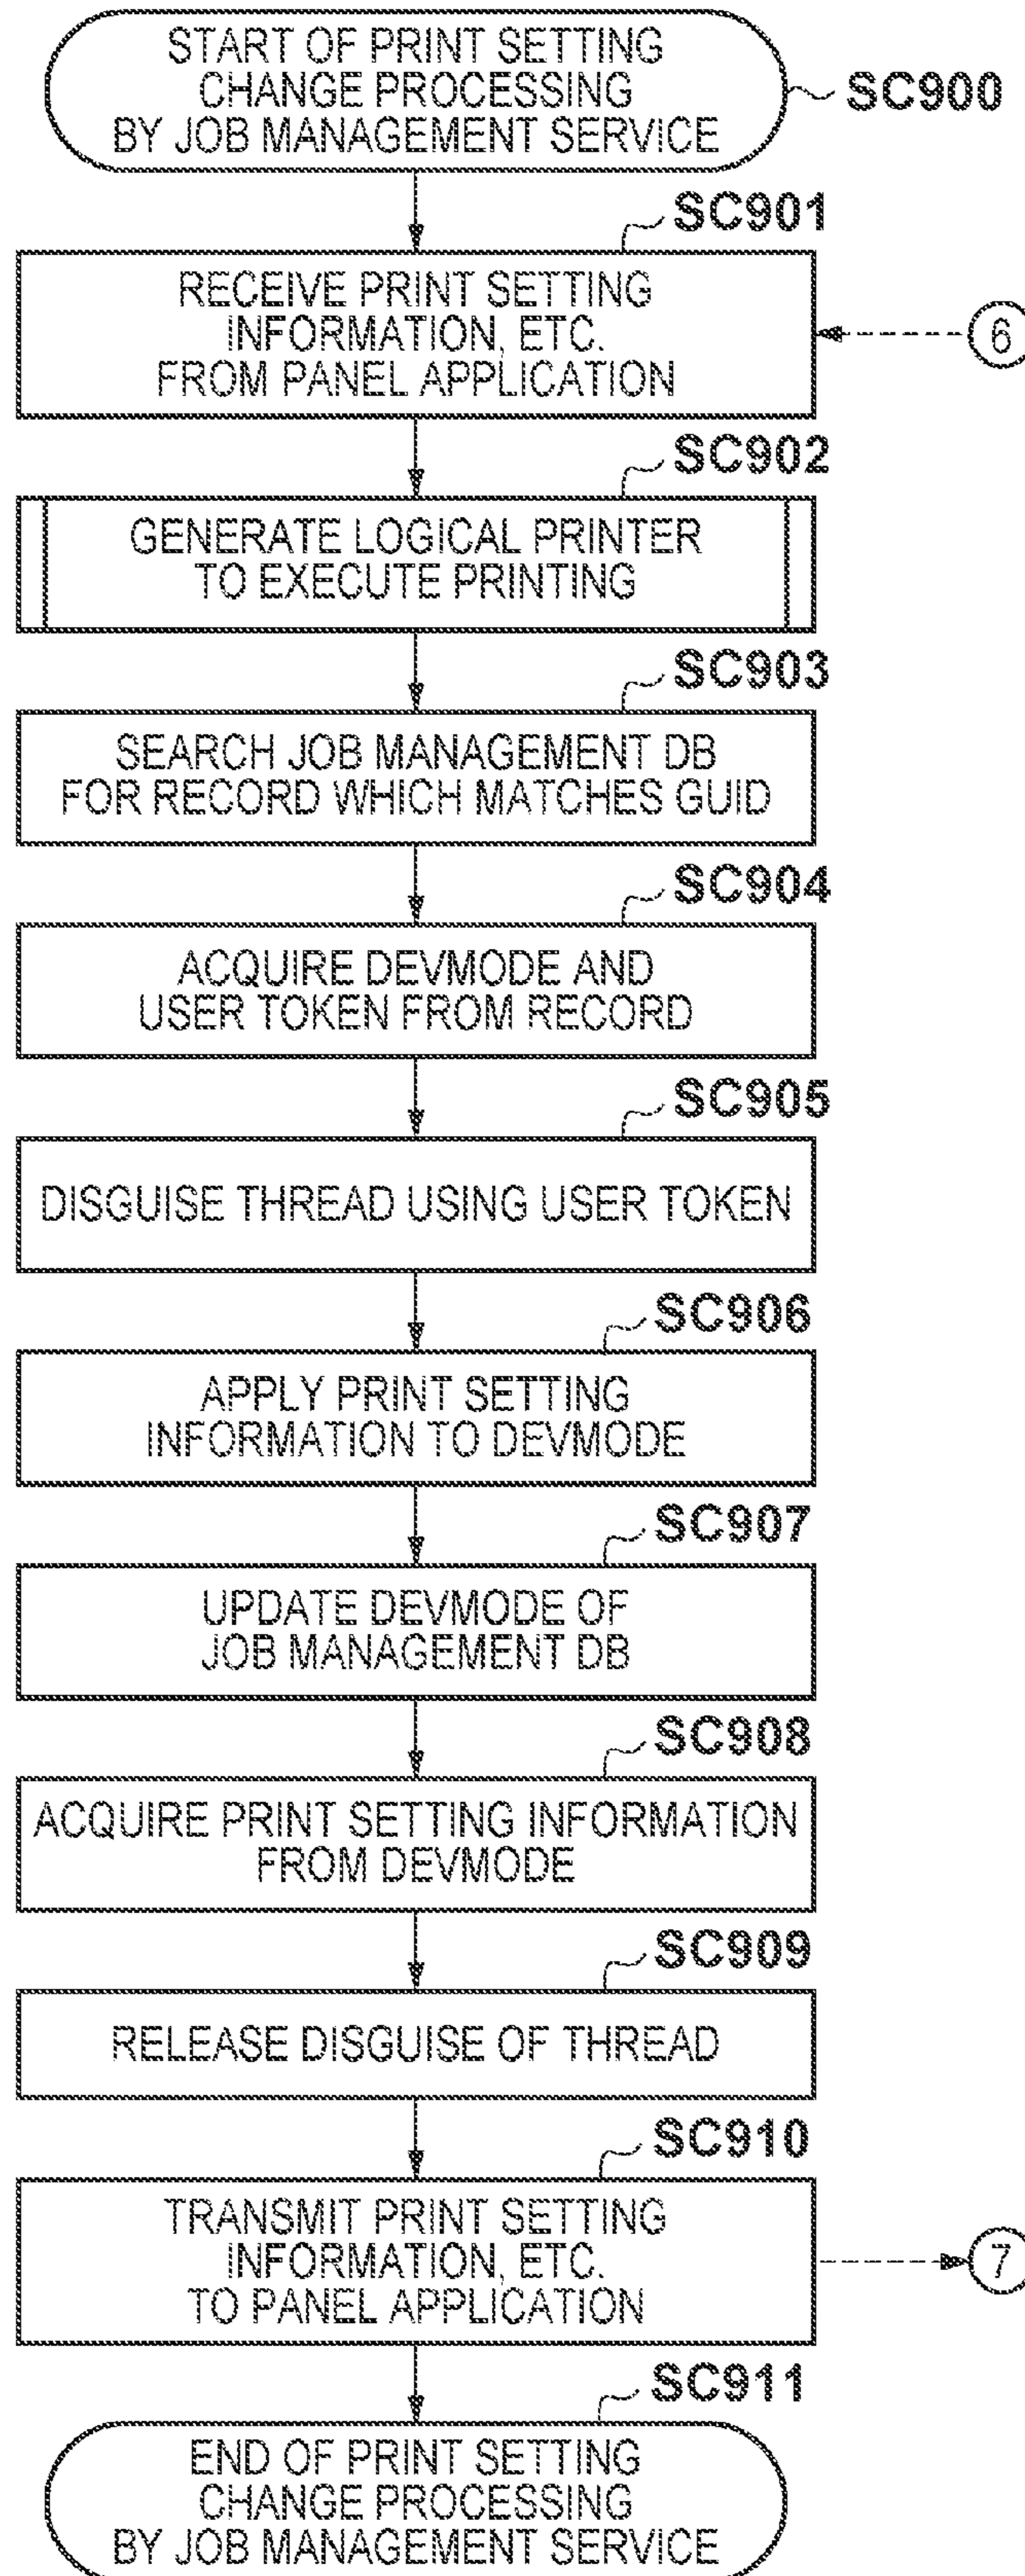 START OF PRINT SETTING
CHANGE PROCESSING
BY JOB MANAGEMENT SERVICE
SC900
SC901
RECEIVE PRINT SETTING
INFORMATION, ETC.
FROM PANEL APPLICATION
6
SC902
GENERATE LOGICAL PRINTER
TO EXECUTE PRINTING
SC903
SEARCH JOB MANAGEMENT DB
FOR RECORD WHICH MATCHES GUID
SC904
ACQUIRE DEVMODE AND
USER TOKEN FROM RECORD
SC905
DISGUISE THREAD USING USER TOKEN
SC906
APPLY PRINT SETTING
INFORMATION TO DEVMODE
SC907
UPDATE DEVMODE OF
JOB MANAGEMENT DB
SC908
ACQUIRE PRINT SETTING INFORMATION
FROM DEVMODE
SC909
RELEASE DISGUISE OF THREAD
SC910
TRANSMIT PRINT SETTING
INFORMATION, ETC.
TO PANEL APPLICATION
7
SC911
END OF PRINT SETTING
CHANGE PROCESSING
BY JOB MANAGEMENT SERVICE